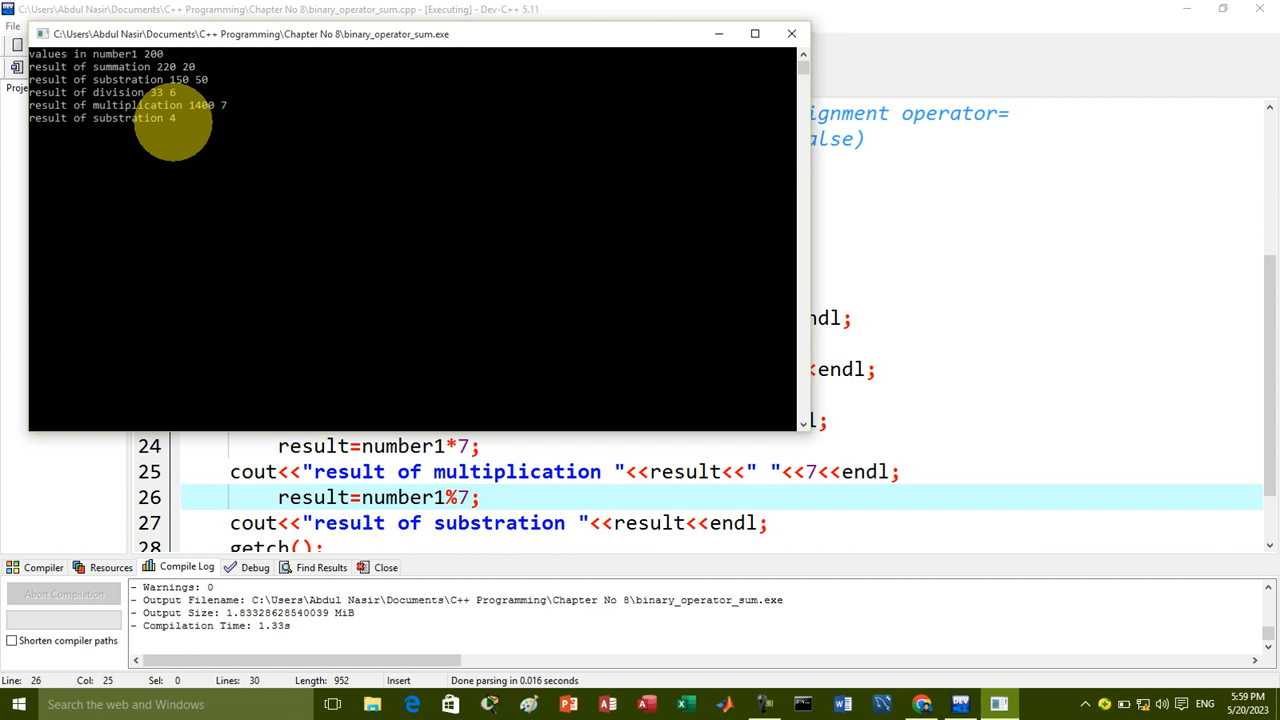 C:\Users\Abdul Nasir\Documents\C++ Programming\Chapter No 8\binary_operator_sum.cpp - [Executing] - Dev-C++ 5.11
File
C:\Users\Abdul Nasir\Documents\C++ Programming\Chapter No 8\binary_operator_sum.exe
values in number1 200
result of summation 220 20
result of substration 150 50
result of division 33 6
result of multiplication 1400 7
result of substration 4
Proje
ignment operator=
alse)
ndl;
<endl;
l;
24 result=number1*7;
25 cout<<"result of multiplication "<<result<<" "<<7<<endl;
26 result=number1%7;
27 cout<<"result of substration "<<result<<endl;
28 getch();
Compiler Resources Compile Log Debug Find Results Close
Abort Compilation
Shorten compiler paths
- Warnings: 0
- Output Filename: C:\Users\Abdul Nasir\Documents\C++ Programming\Chapter No 8\binary_operator_sum.exe
- Output Size: 1.83328628540039 MiB
- Compilation Time: 1.33s
Line: 26 Col: 25 Sel: 0 Lines: 30 Length: 952 Insert Done parsing in 0.016 seconds
Search the web and Windows
ENG
5:59 PM
5/20/2023